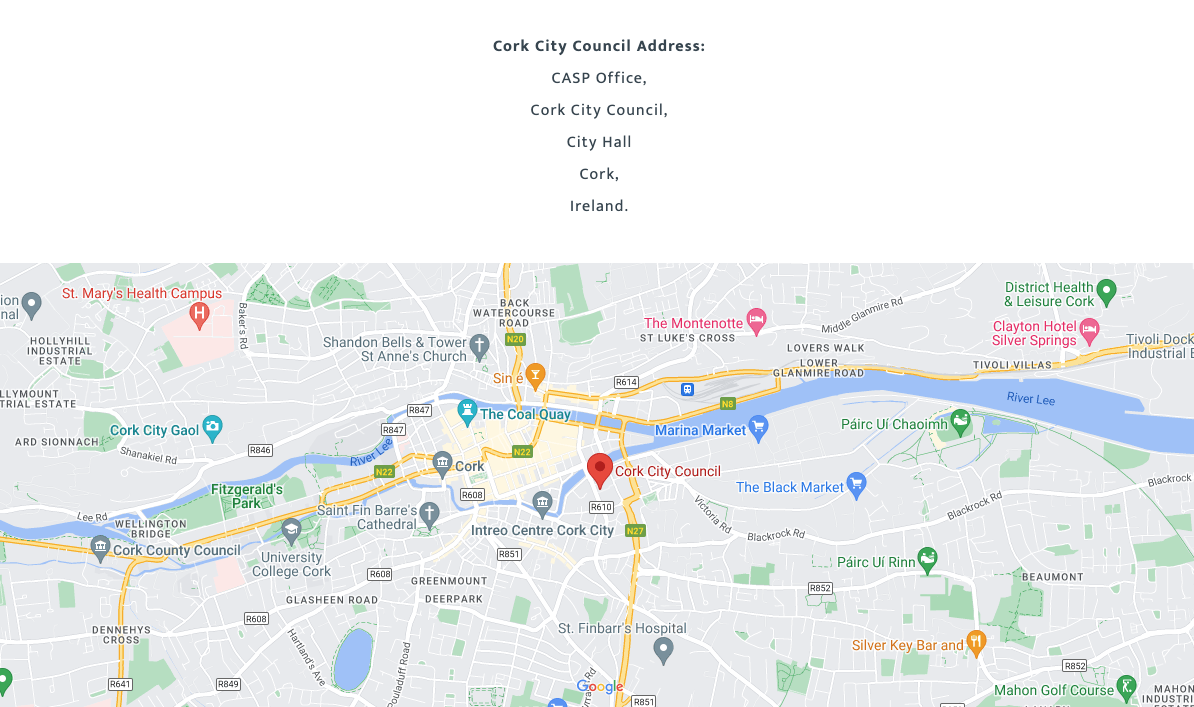 Cork City Council Address:
CASP Office,
Cork City Council,
City Hall
Cork,
Ireland.
St. Mary's Health Campus
District Health
& Leisure Cork
ion
nal
Baker's Rd
BACK
WATERCOURSE
ROAD
Middle Glanmire Rd
The Montenotte
ST LUKE'S CROSS
Clayton Hotel
Silver Springs
HOLLYHILL
INDUSTRIAL
ESTATE
Shandon Bells & Tower
St Anne's Church
N20
LOVERS WALK
Tivoli Dock
Industrial E
LOWER
GLANMIRE ROAD
TIVOLI VILLAS
Sin é
R614
LLYMOUNT
TRIAL ESTATE
R847
N8
River Lee
The Coal Quay
Cork City Gaol
R847
Marina Market
Páirc Uí Chaoimh
ARD SIONNACH
Shanakiel Rd
R846
River Lee
N22
N22
Cork
Cork City Council
The Black Market
Blackrock
Fitzgerald's
Park
R608
R610
Victoria Rd
Blackrock Rd
Lee Rd
WELLINGTON
BRIDGE
Saint Fin Barre's
Cathedral
Intreo Centre Cork City
N27
Blackrock Rd
Cork County Council
University
College Cork
R851
Páirc Uí Rinn
R608
GREENMOUNT
BEAUMONT
R852
GLASHEEN ROAD
DEERPARK
R608
DENNEHYS
CROSS
Hartland's Ave
St. Finbarr's Hospital
Silver Key Bar and
Pouladuff Road
R852
R641
R849
Google
R851
Mahon Golf Course
MAHON
INDUSTRI